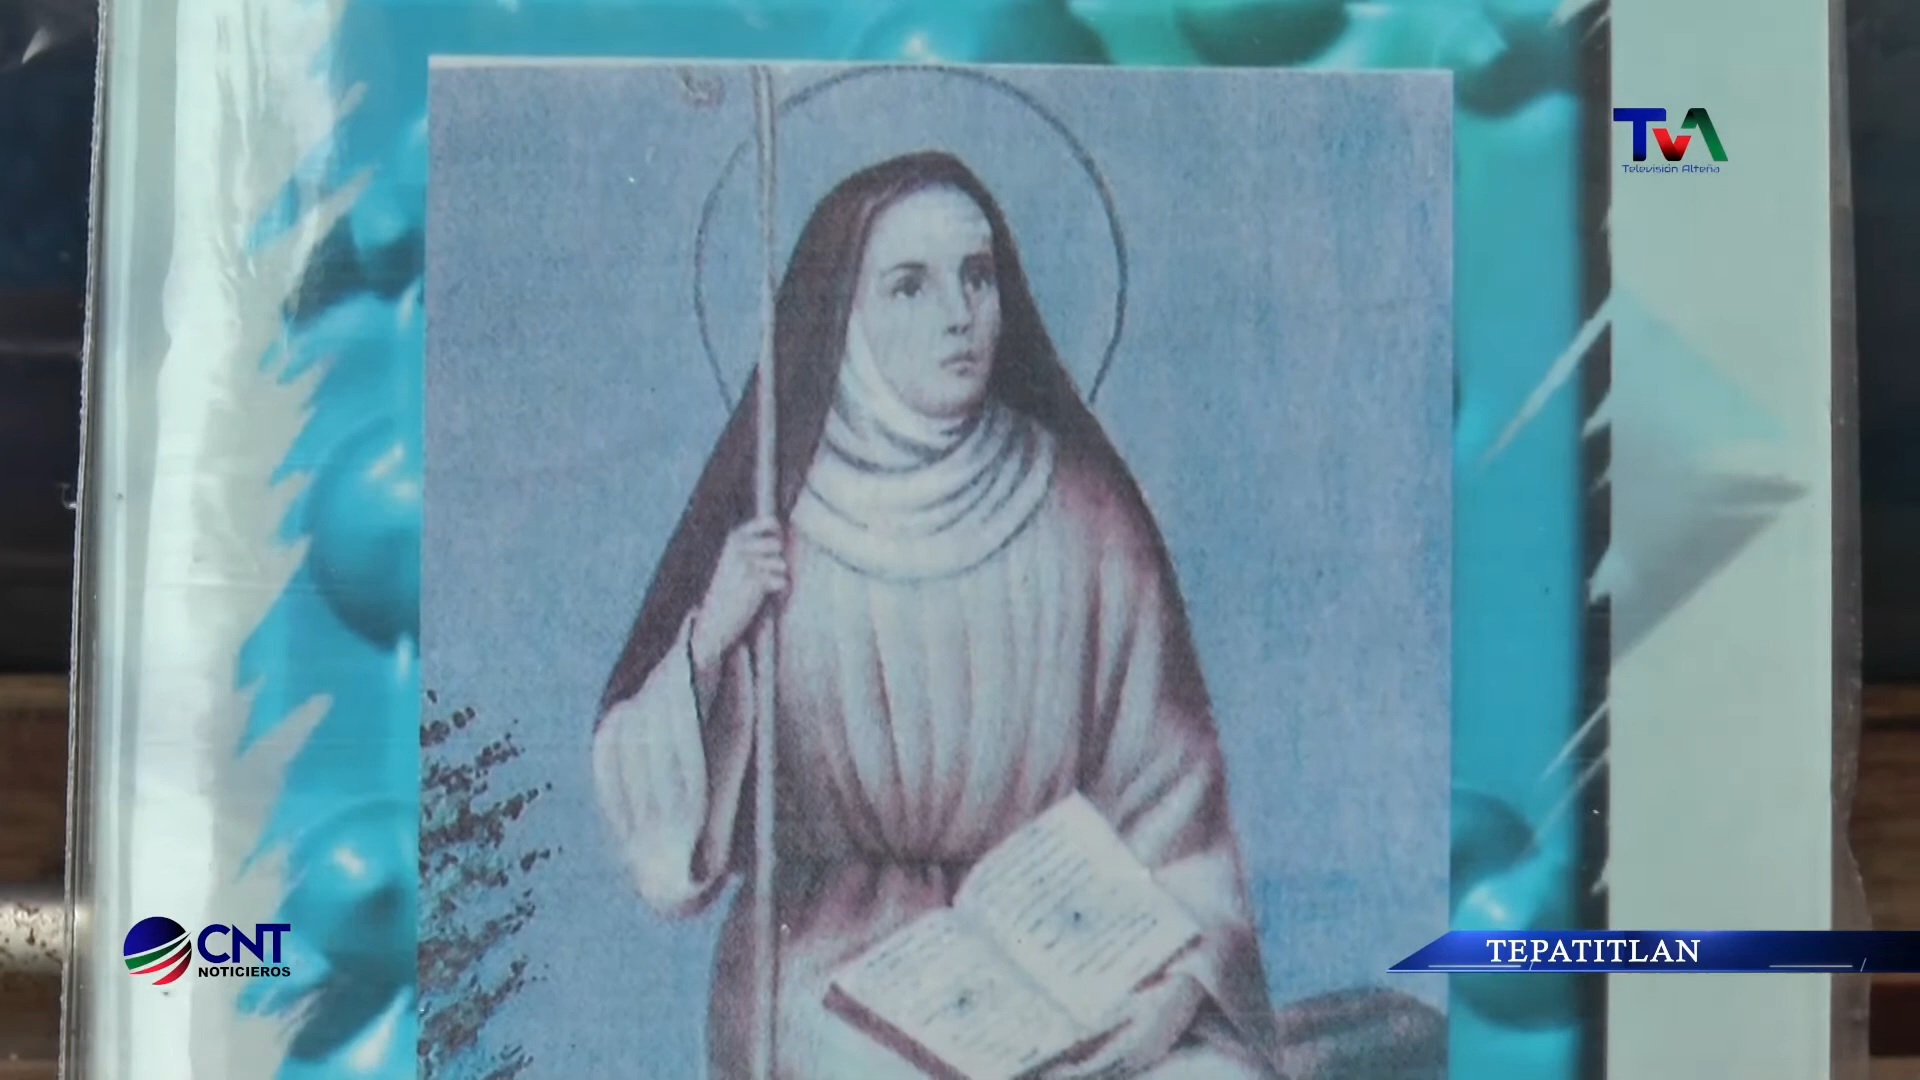 TvA
Televisión Alteña
CNT
NOTICIEROS
TEPATITLAN